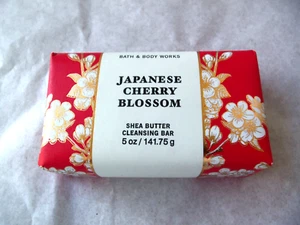 BATH & BODY WORKS
JAPANESE
CHERRY
BLOSSOM
SHEA BUTTER
CLEANSING BAR
5 oz / 141.75 g